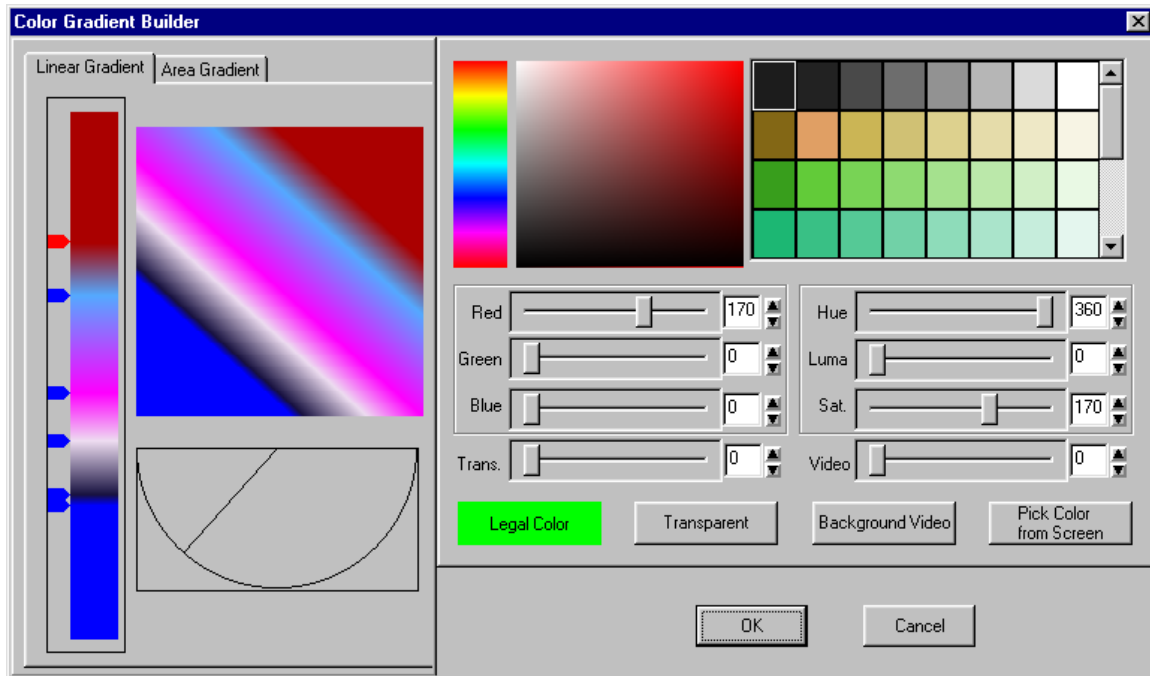 Color Gradient Builder
Linear Gradient
Area Gradient
Red
170
Hue
360
Green
0
Luma
0
Blue
0
Sat.
170
Trans.
0
Video
0
Legal Color
Transparent
Background Video
Pick Color
from Screen
OK
Cancel